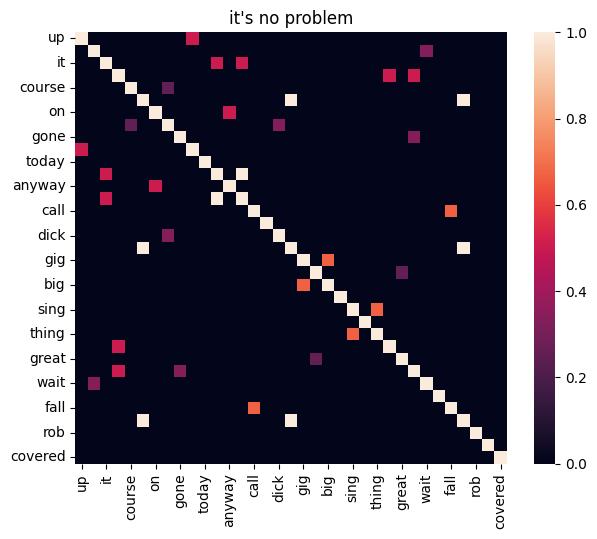 it's no problem
up
it
course
on
gone
today
anyway
call
dick
gig
big
sing
thing
great
wait
fall
rob
covered
up
it
course
on
gone
today
anyway
call
dick
gig
big
sing
thing
great
wait
fall
rob
covered
1.0
0.8
0.6
0.4
0.2
0.0